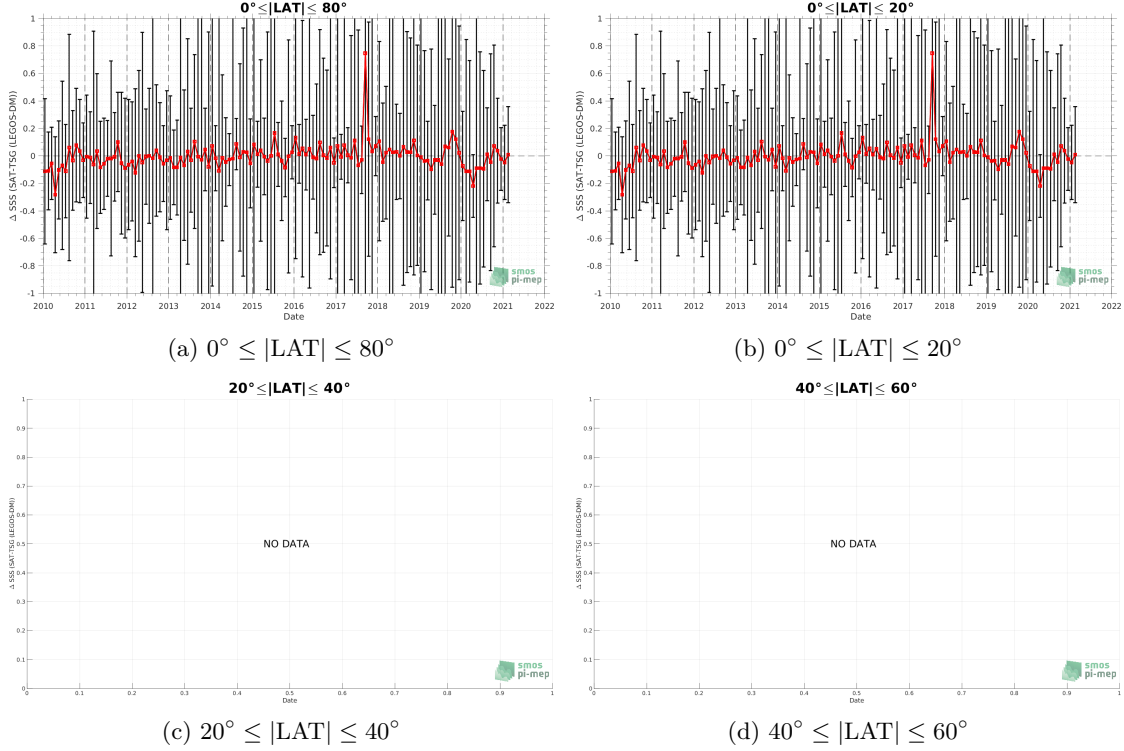 0°≤|LAT|≤ 80°
Δ SSS (SAT-TSG (LEGOS-DM))
1
0.8
0.6
0.4
0.2
0
-0.2
-0.4
-0.6
-0.8
-1
2010 2011 2012 2013 2014 2015 2016 2017 2018 2019 2020 2021 2022
Date
smos
pi-mep
(a) 0° ≤ |LAT| ≤ 80°
0°≤|LAT|≤ 20°
Δ SSS (SAT-TSG (LEGOS-DM))
1
0.8
0.6
0.4
0.2
0
-0.2
-0.4
-0.6
-0.8
-1
2010 2011 2012 2013 2014 2015 2016 2017 2018 2019 2020 2021 2022
Date
smos
pi-mep
(b) 0° ≤ |LAT| ≤ 20°
20°≤|LAT|≤ 40°
Δ SSS (SAT-TSG (LEGOS-DM))
1
0.9
0.8
0.7
0.6
0.5
0.4
0.3
0.2
0.1
0
NO DATA
0 0.1 0.2 0.3 0.4 0.5 0.6 0.7 0.8 0.9 1
Date
smos
pi-mep
(c) 20° ≤ |LAT| ≤ 40°
40°≤|LAT|≤ 60°
Δ SSS (SAT-TSG (LEGOS-DM))
1
0.9
0.8
0.7
0.6
0.5
0.4
0.3
0.2
0.1
0
NO DATA
0 0.1 0.2 0.3 0.4 0.5 0.6 0.7 0.8 0.9 1
Date
smos
pi-mep
(d) 40° ≤ |LAT| ≤ 60°